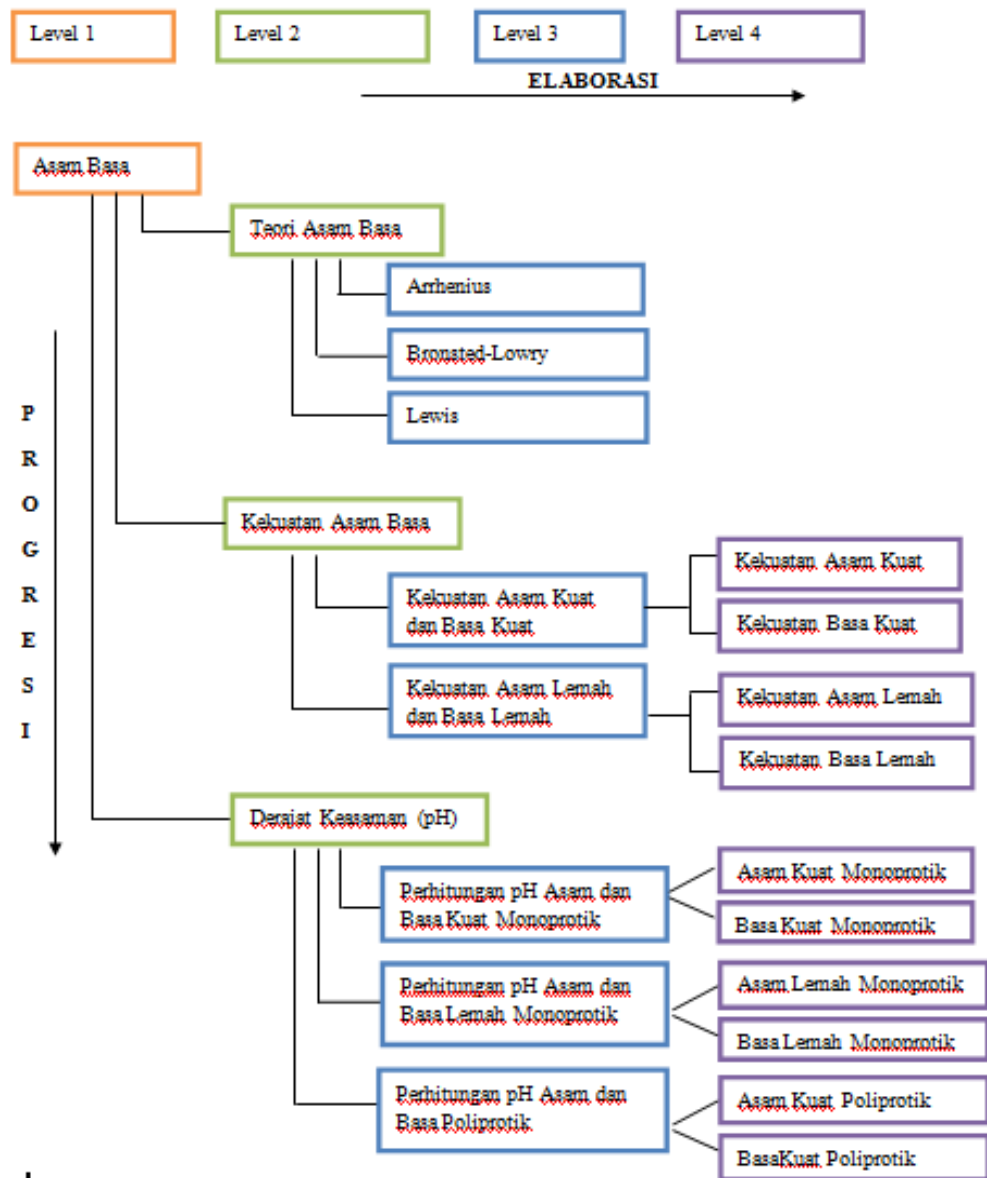 Level 1
Level 2
Level 3
Level 4
ELABORASI
Asam Basa
Teori Asam Basa
Arrhenius
Bronsted-Lowry
Lewis
P
R
O
G
R
E
S
I
Kekuatan Asam Basa
Kekuatan Asam Kuat
dan Basa Kuat
Kekuatan Asam Kuat
Kekuatan Basa Kuat
Kekuatan Asam Lemah
dan Basa Lemah
Kekuatan Asam Lemah
Kekuatan Basa Lemah
Derajat Keasaman (pH)
Perhitungan pH Asam dan
Basa Kuat Monoprotik
Asam Kuat Monoprotik
Basa Kuat Monoprotik
Perhitungan pH Asam dan
Basa Lemah Monoprotik
Asam Lemah Monoprotik
Basa Lemah Monoprotik
Perhitungan pH Asam dan
Basa Poliprotik
Asam Kuat Poliprotik
BasaKuat Poliprotik